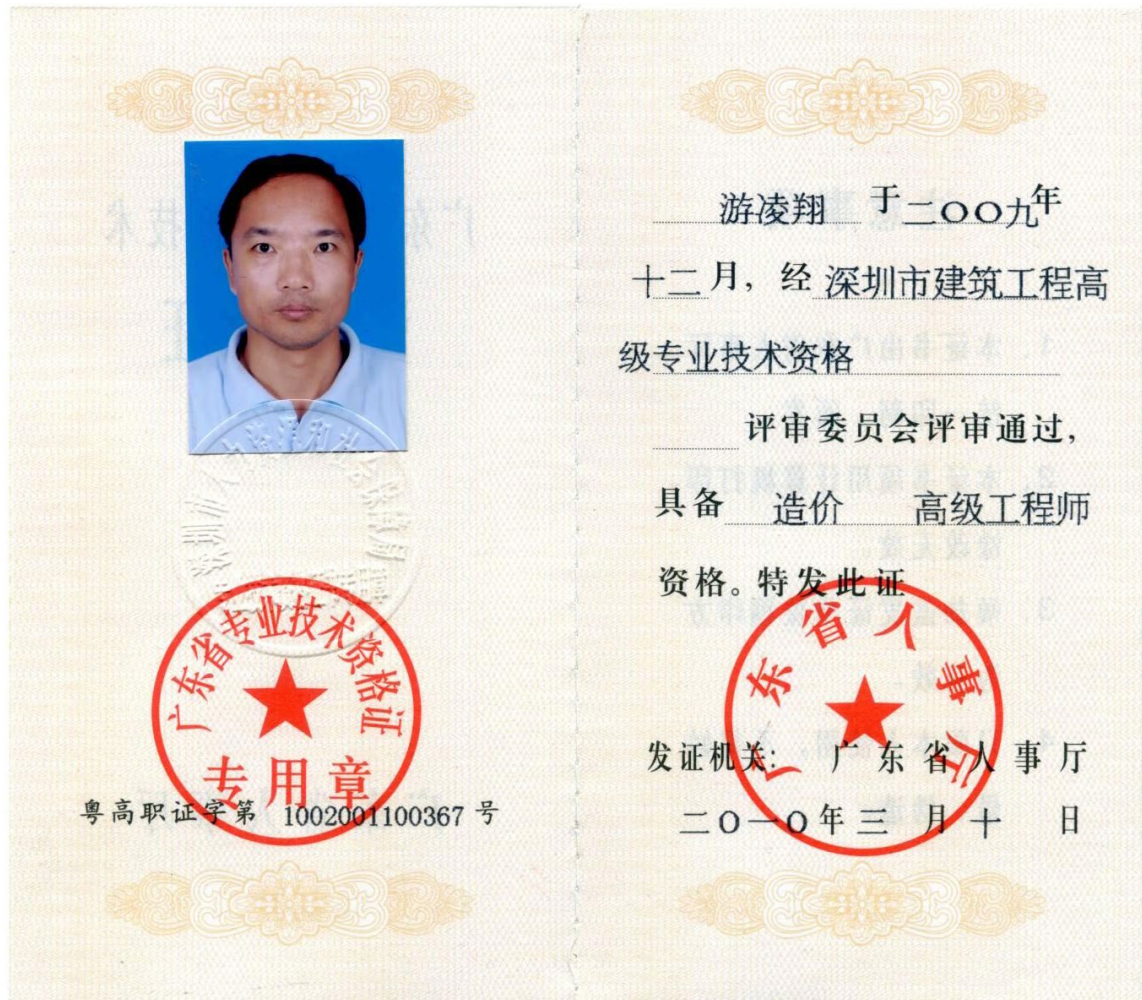 广东省专业技术资格证
专用章
粤高职证字第 1002001100367 号
游凌翔 于二〇〇九年
十二月，经 深圳市建筑工程高
级专业技术资格
评审委员会评审通过，
具备 造价 高级工程师
资格。特发此证
广东省人事厅
发证机关: 广东省人事厅
二〇一〇年三月十日